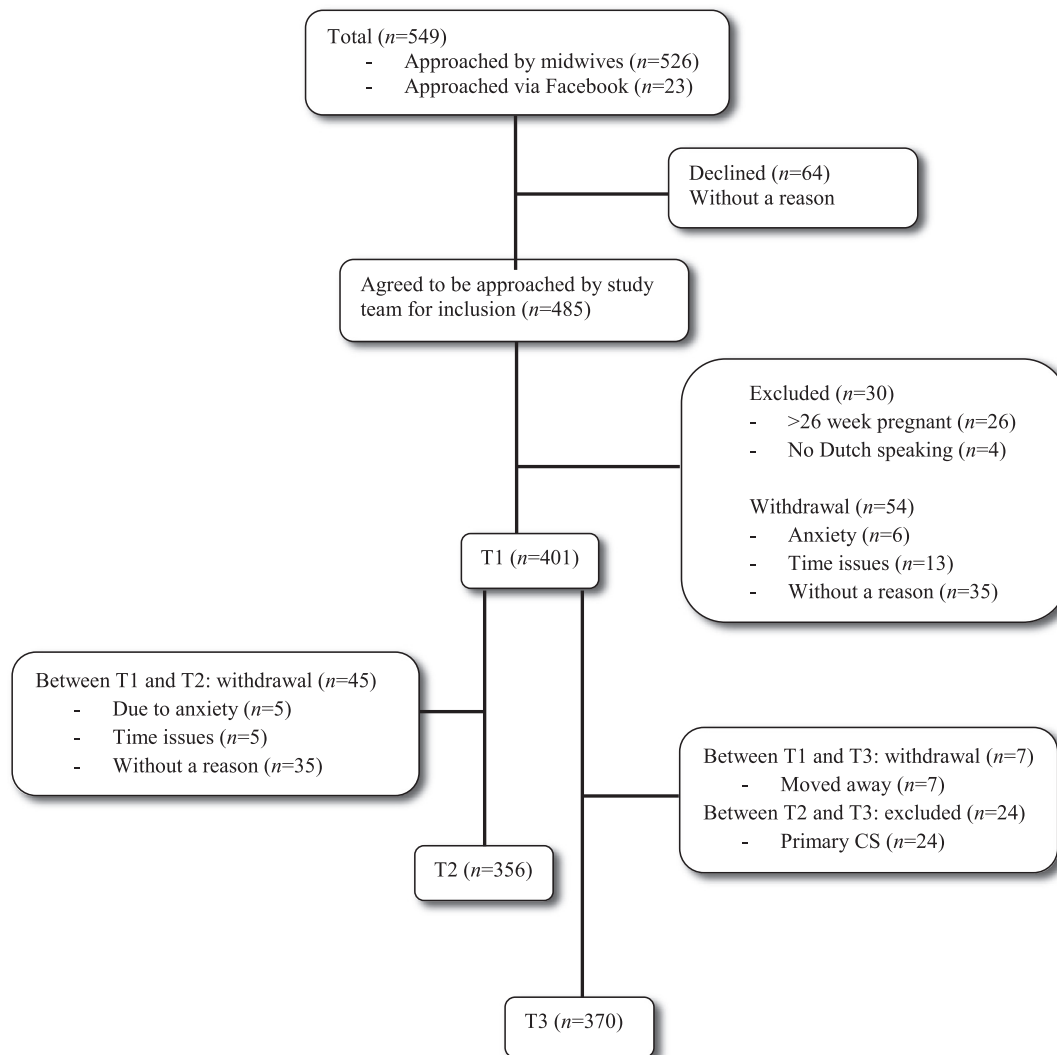 Total (n=549)
- Approached by midwives (n=526)
- Approached via Facebook (n=23)
Declined (n=64)
Without a reason
Agreed to be approached by study
team for inclusion (n=485)
Excluded (n=30)
- >26 week pregnant (n=26)
- No Dutch speaking (n=4)
Withdrawal (n=54)
- Anxiety (n=6)
- Time issues (n=13)
- Without a reason (n=35)
T1 (n=401)
Between T1 and T2: withdrawal (n=45)
- Due to anxiety (n=5)
- Time issues (n=5)
- Without a reason (n=35)
Between T1 and T3: withdrawal (n=7)
- Moved away (n=7)
Between T2 and T3: excluded (n=24)
- Primary CS (n=24)
T2 (n=356)
T3 (n=370)